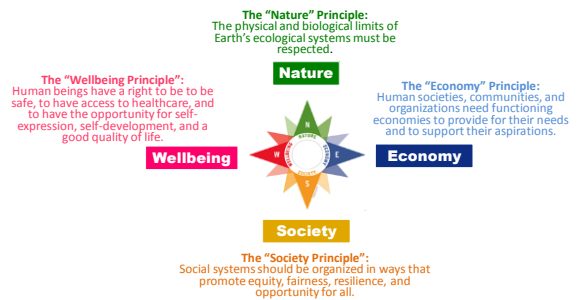 The “Nature” Principle:
The physical and biological limits of
Earth’s ecological systems must be
respected.
Nature
The “Wellbeing Principle”:
Human beings have a right to be to be
safe, to have access to healthcare, and
to have the opportunity for self-
expression, self-development, and a
good quality of life.
Wellbeing
The “Economy” Principle:
Human societies, communities, and
organizations need functioning
economies to provide for their needs
and to support their aspirations.
Economy
N
NATURE
W
WELLBEING
ECONOMY
E
SOCIETY
S
Society
The “Society Principle”:
Social systems should be organized in ways that
promote equity, fairness, resilience, and
opportunity for all.